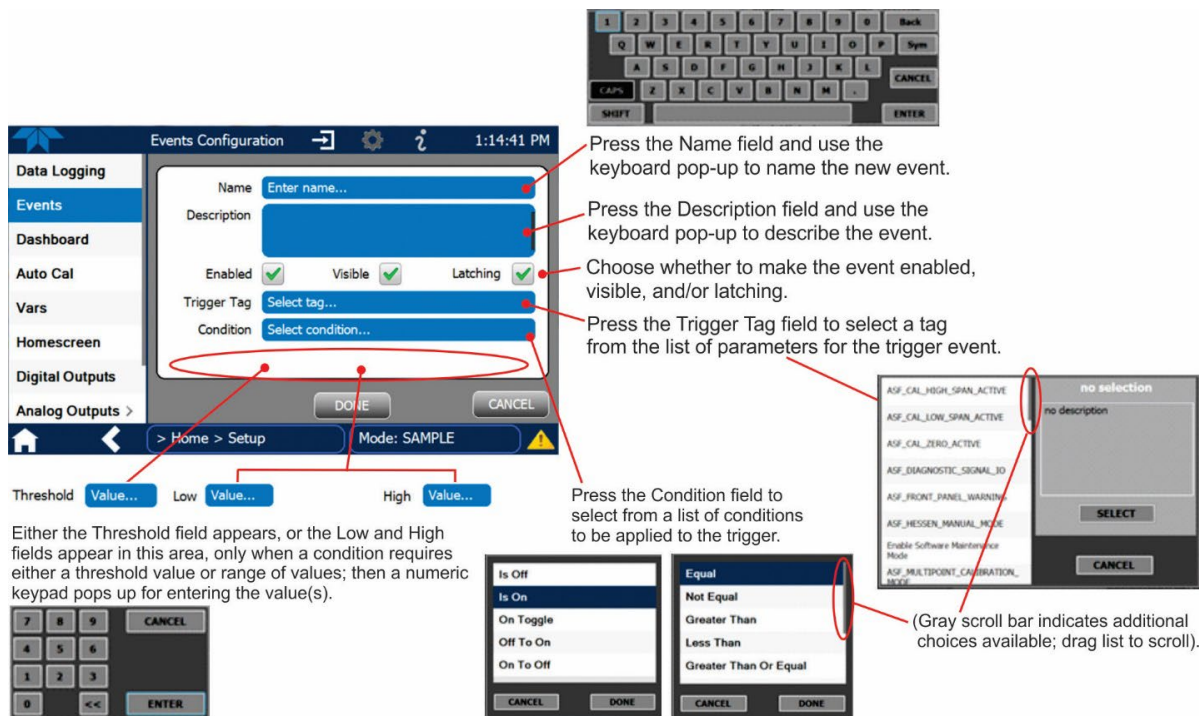 1 2 3 4 5 6 7 8 9 0 Back
Q W E R T Y U I O P Sym
A S D F G H J K L
CANCEL
CAPS Z X C V B N M .
SHIFT ENTER
Events Configuration 1:14:41 PM
Data Logging
Events
Dashboard
Auto Cal
Vars
Homescreen
Digital Outputs
Analog Outputs >
Name Enter name...
Description
Enabled Visible Latching
Trigger Tag Select tag...
Condition Select condition...
DONE CANCEL
> Home > Setup Mode: SAMPLE
Press the Name field and use the
keyboard pop-up to name the new event.
Press the Description field and use the
keyboard pop-up to describe the event.
Choose whether to make the event enabled,
visible, and/or latching.
Press the Trigger Tag field to select a tag
from the list of parameters for the trigger event.
ASF_CAL_HIGH_SPAN_ACTIVE
ASF_CAL_LOW_SPAN_ACTIVE
ASF_CAL_ZERO_ACTIVE
ASF_DIAGNOSTIC_SIGNAL_IO
ASF_FRONT_PANEL_WARNING
ASF_HESSEN_MANUAL_MODE
Enable Software Maintenance
Mode
ASF_MULTIPOINT_CALIBRATION_
MODE
no selection
no description
SELECT
CANCEL
Threshold Value... Low Value... High Value...
Either the Threshold field appears, or the Low and High
fields appear in this area, only when a condition requires
either a threshold value or range of values; then a numeric
keypad pops up for entering the value(s).
7 8 9 CANCEL
4 5 6
1 2 3
0 << ENTER
Press the Condition field to
select from a list of conditions
to be applied to the trigger.
Is Off
Is On
On Toggle
Off To On
On To Off
CANCEL DONE
Equal
Not Equal
Greater Than
Less Than
Greater Than Or Equal
CANCEL DONE
(Gray scroll bar indicates additional
choices available; drag list to scroll).